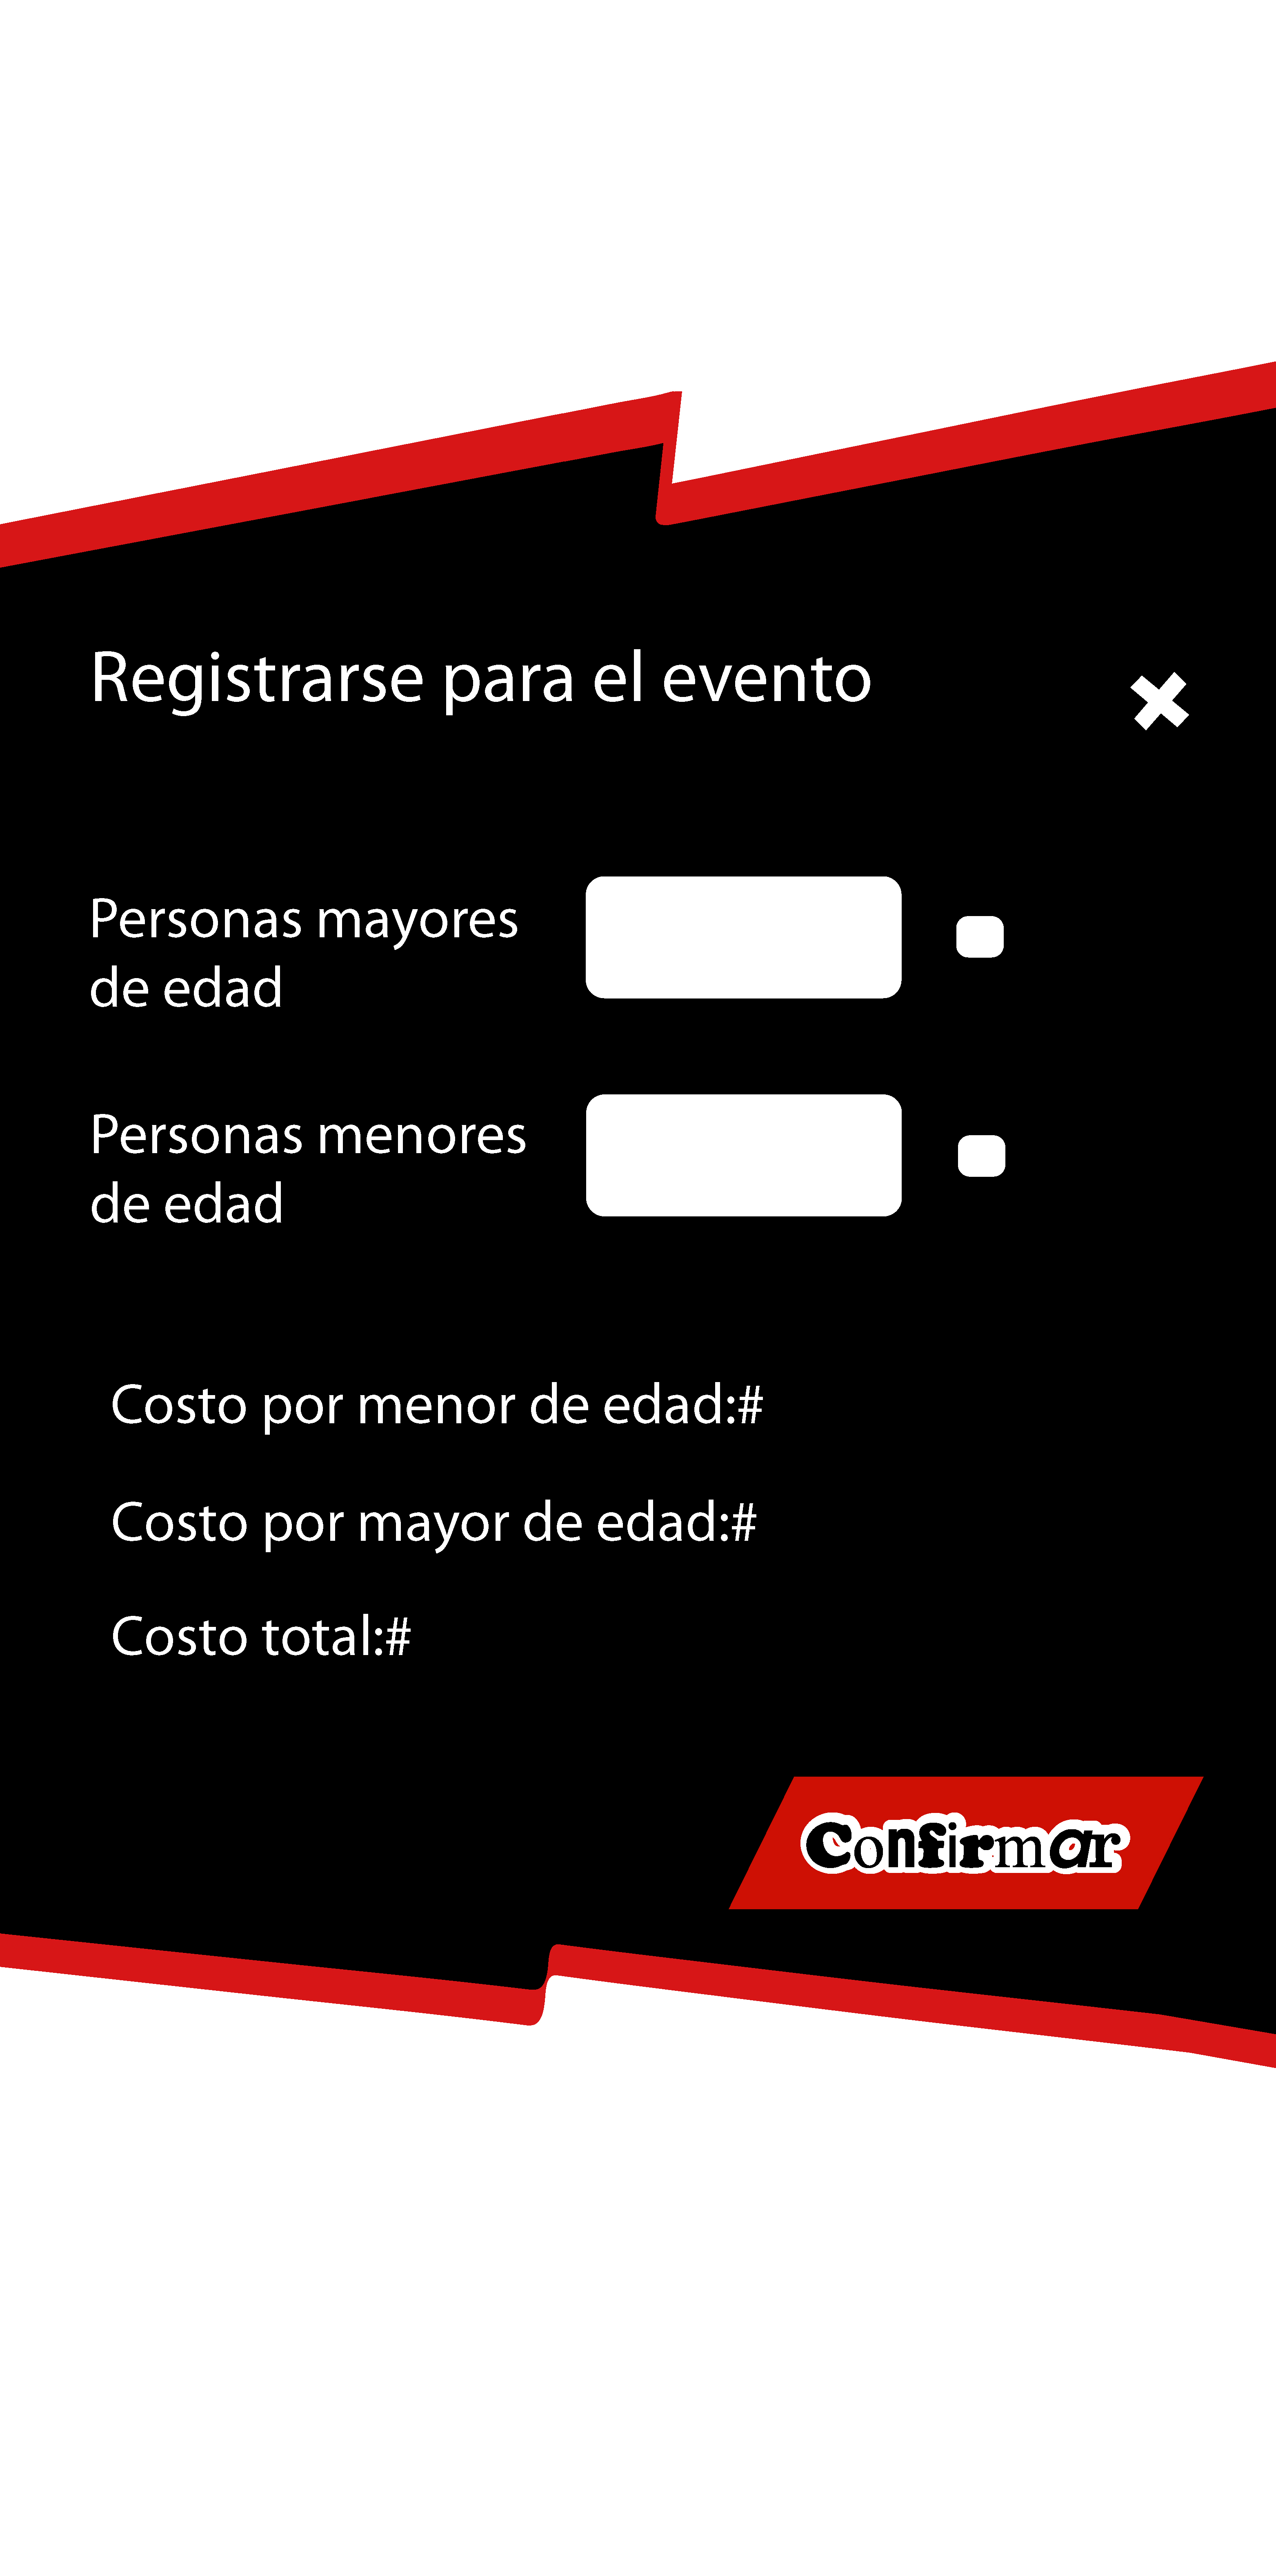 Registrarse para el evento
Personas mayores
de edad
Personas menores
de edad
Costo por menor de edad:#
Costo por mayor de edad:#
Costo total:#
Confirmar